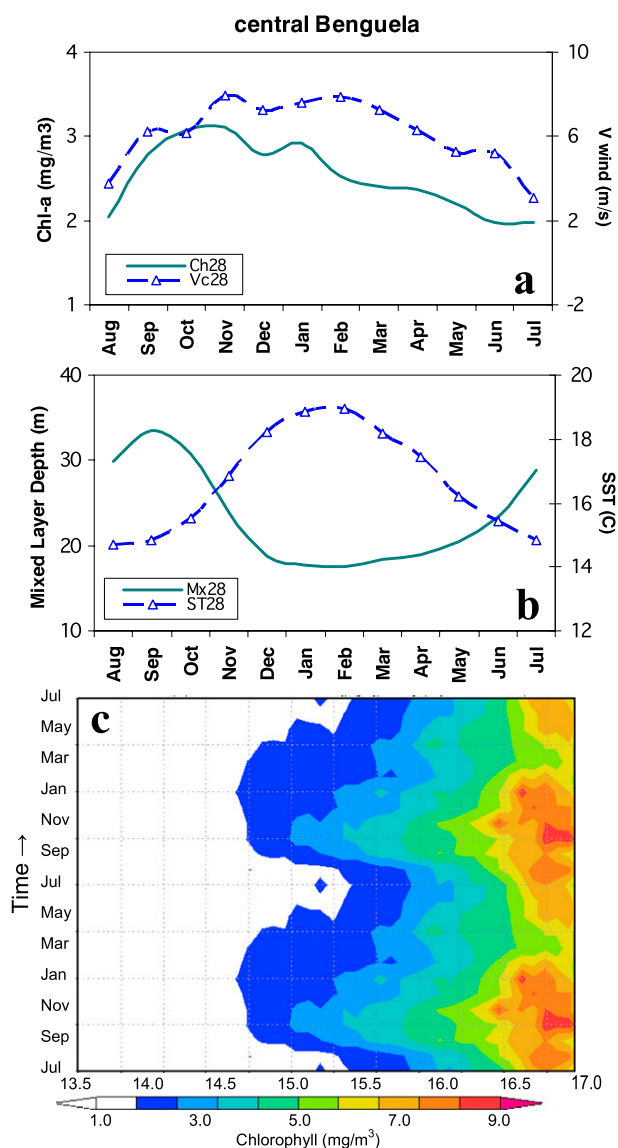 central Benguela
Chl-a (mg/m3)
4
3
2
1
10
6
2
-2
V wind (m/s)
Ch28
Vc28
a
Aug Sep Oct Nov Dec Jan Feb Mar Apr May Jun Jul
Mixed Layer Depth (m)
40
30
20
10
20
18
16
14
12
SST (C)
Mx28
ST28
b
Aug Sep Oct Nov Dec Jan Feb Mar Apr May Jun Jul
c
Time →
Jul
May
Mar
Jan
Nov
Sep
Jul
May
Mar
Jan
Nov
Sep
Jul
13.5 14.0 14.5 15.0 15.5 16.0 16.5 17.0
1.0 3.0 5.0 7.0 9.0
Chlorophyll (mg/m³)